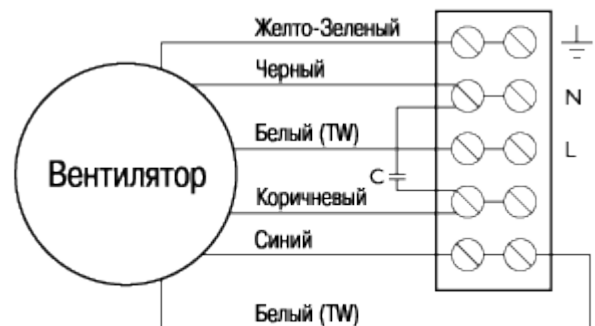 Желто-Зеленый
Черный
N
Белый (TW)
L
C
Вентилятор
Коричневый
Синий
Белый (TW)